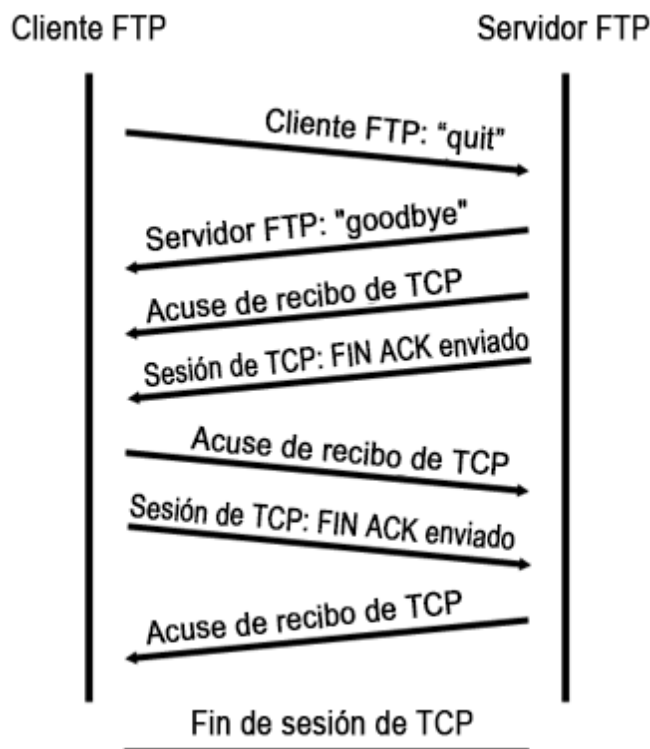 Cliente FTP
Servidor FTP
Cliente FTP: “quit”
Servidor FTP: "goodbye"
Acuse de recibo de TCP
Sesión de TCP: FIN ACK enviado
Acuse de recibo de TCP
Sesión de TCP: FIN ACK enviado
Acuse de recibo de TCP
Fin de sesión de TCP